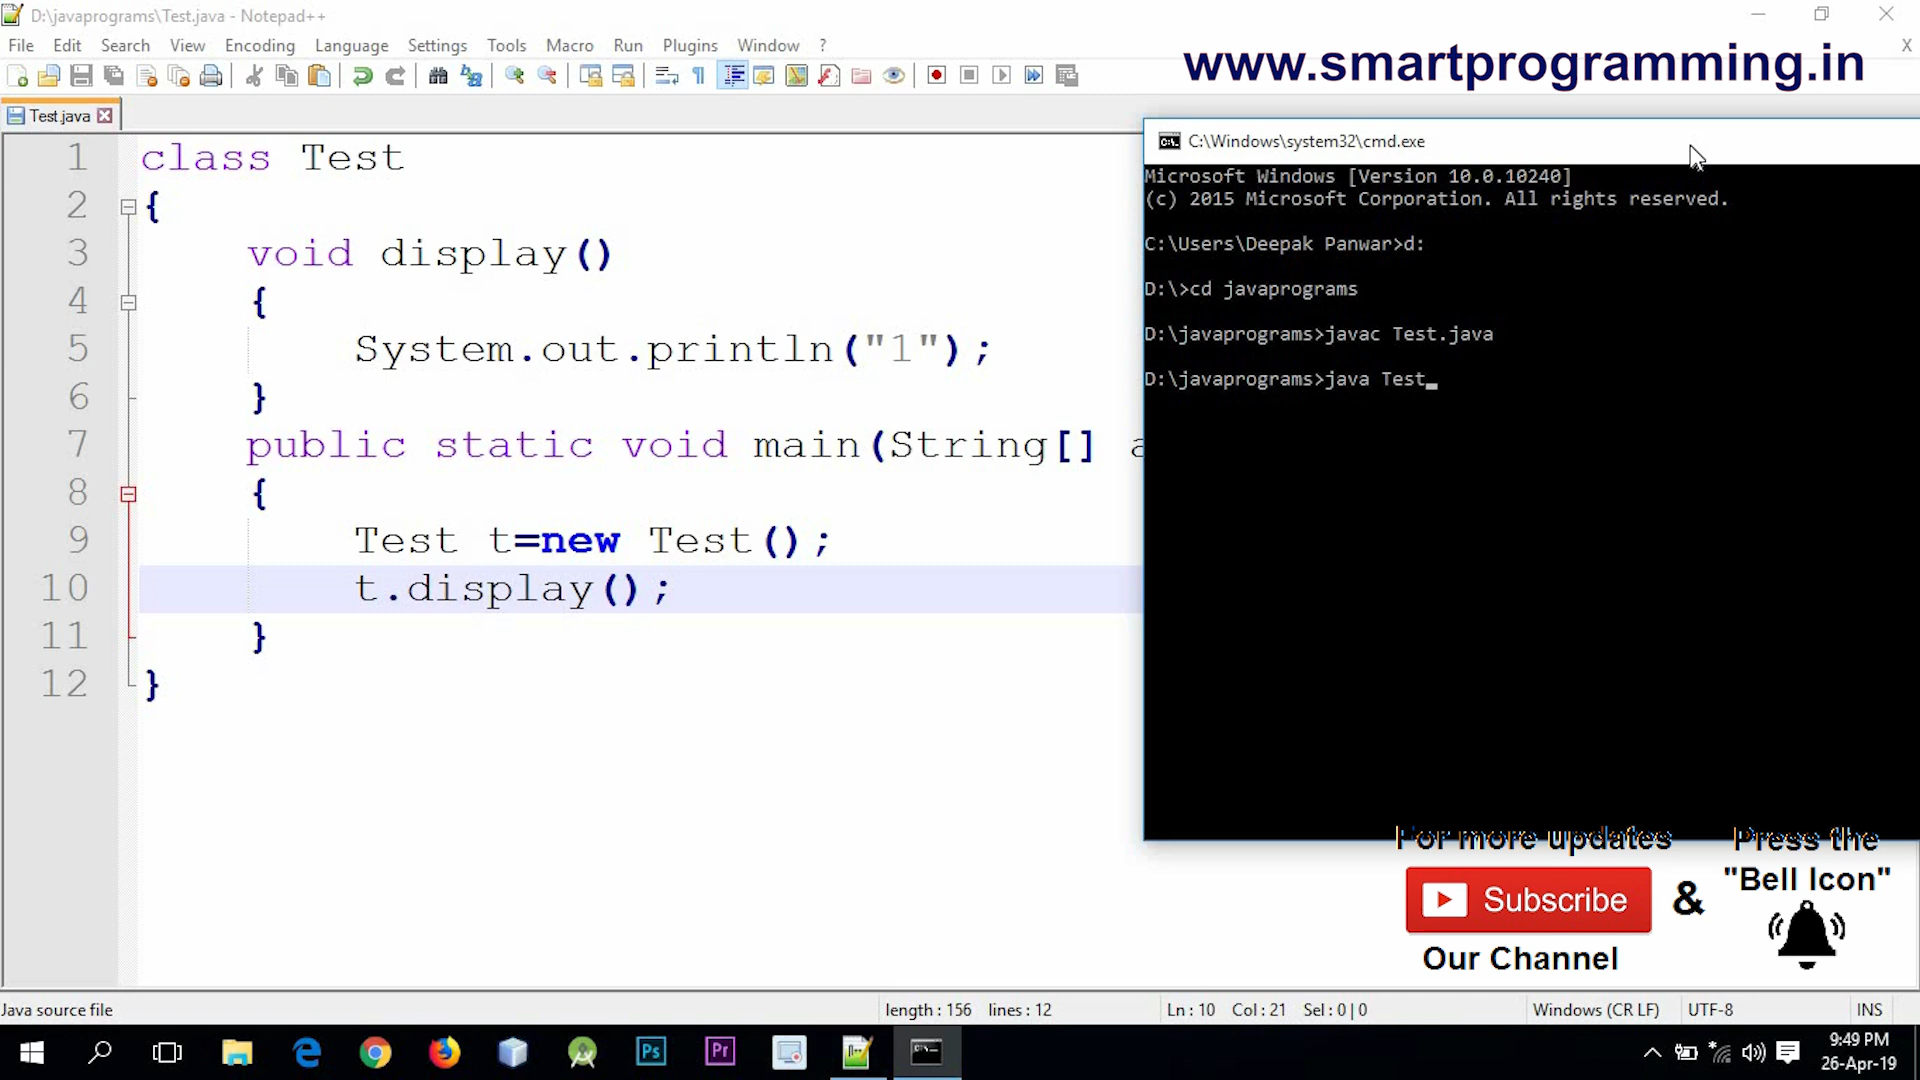 D:\javaprograms\Test.java - Notepad++
File Edit Search View Encoding Language Settings Tools Macro Run Plugins Window ? X
www.smartprogramming.in
Test.java
1 class Test
2 {
3 void display()
4 {
5 System.out.println("1");
6 }
7 public static void main(String[] a
8 {
9 Test t=new Test();
10 t.display();
11 }
12 }
C:\Windows\system32\cmd.exe
Microsoft Windows [Version 10.0.10240]
(c) 2015 Microsoft Corporation. All rights reserved.
C:\Users\Deepak Panwar>d:
D:\>cd javaprograms
D:\javaprograms>javac Test.java
D:\javaprograms>java Test_
For more updates
Subscribe
Our Channel
&
Press the
"Bell Icon"
Java source file length : 156 lines : 12 Ln : 10 Col : 21 Sel : 0 | 0 Windows (CR LF) UTF-8 INS
Ps Pr
9:49 PM
26-Apr-19